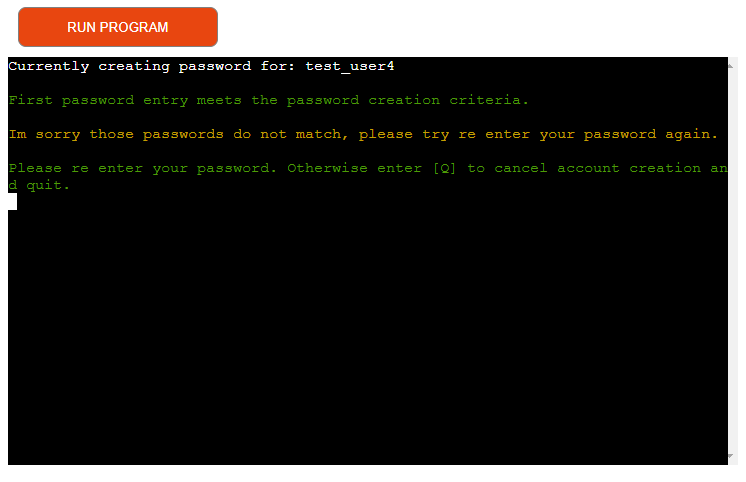 RUN PROGRAM
Currently creating password for: test_user4
First password entry meets the password creation criteria.
Im sorry those passwords do not match, please try re enter your password again.
Please re enter your password. Otherwise enter [Q] to cancel account creation an
d quit.